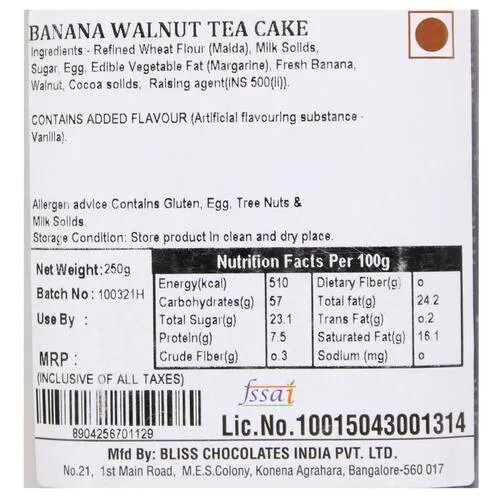 BANANA WALNUT TEA CAKE
Ingredients:- Refined Wheat Flour (Maida), Milk Solids,
Sugar, Egg, Edible Vegetable Fat (Margarine), Fresh Banana,
Walnut, Cocoa solids, Raising agent(INS 500(ii)).
CONTAINS ADDED FLAVOUR (Artificial flavouring substance -
Vanilla).
Allergen advice:Contains Gluten, Egg, Tree Nuts &
Milk Solids.
Storage Condition: Store product in clean and dry place.
Net Weight:250g
Batch No : 100321H
Use By :
MRP :
(INCLUSIVE OF ALL TAXES)
8904256701129
Nutrition Facts Per 100g
Energy(kcal) 510 Dietary Fiber(g) o
Carbohydrates(g) 57 Total fat(g) 24.2
Total Sugar(g) 23.1 Trans Fat(g) o.2
Protein(g) 7.5 Saturated Fat(g) 16.1
Crude Fiber(g) o.3 Sodium (mg) o
fssai
Lic.No.10015043001314
Mfd By: BLISS CHOCOLATES INDIA PVT. LTD.
No.21, 1st Main Road, M.E.S.Colony, Konena Agrahara, Bangalore-560 017